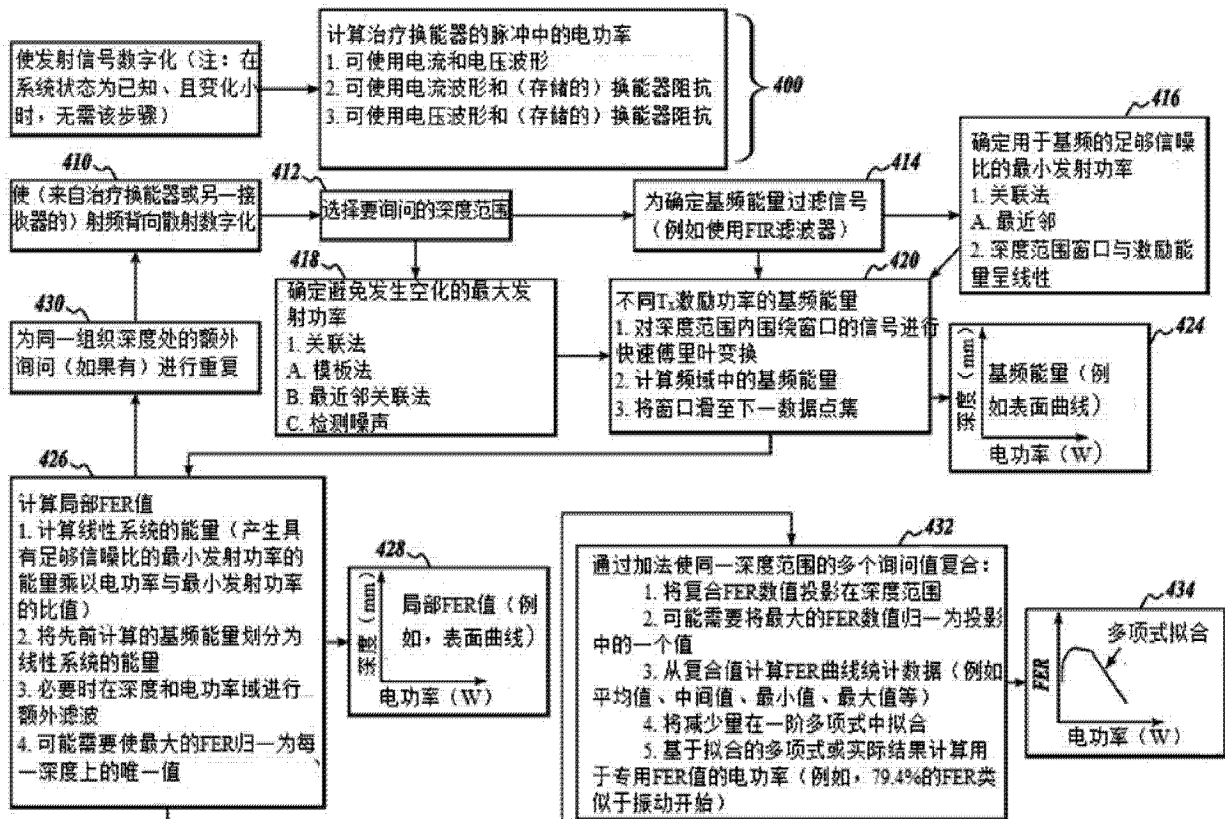 使发射信号数字化（注：在
系统状态为已知、且变化小
时，无需该步骤）
计算治疗换能器的脉冲中的电功率
1. 可使用电流和电压波形
2. 可使用电流波形和（存储的）换能器阻抗
3. 可使用电压波形和（存储的）换能器阻抗
400
410
使（来自治疗换能器或另一接
收器的）射频背向散射数字化
412
选择要询问的深度范围
414
为确定基频能量过滤信号
（例如使用FIR滤波器）
416
确定用于基频的足够信噪
比的最小发射功率
1. 关联法
A. 最近邻
2. 深度范围窗口与激励能
量呈线性
418
确定避免发生空化的最大发
射功率
1. 关联法
A. 模板法
B. 最近邻关联法
C. 检测噪声
420
不同Tx激励功率的基频能量
1. 对深度范围内围绕窗口的信号进行
快速傅里叶变换
2. 计算频域中的基频能量
3. 将窗口滑至下一数据点集
424
深度（mm）
基频能量（例
如表面曲线）
电功率（W）
430
为同一组织深度处的额外
询问（如果有）进行重复
426
计算局部FER值
1. 计算线性系统的能量（产生具
有足够信噪比的最小发射功率的
能量乘以电功率与最小发射功率
的比值）
2. 将先前计算的基频能量划分为
线性系统的能量
3. 必要时在深度和电功率域进行
额外滤波
4. 可能需要使最大的FER归一为每
一深度上的唯一值
428
深度（mm）
局部FER值（例
如，表面曲线）
电功率（W）
432
通过加法使同一深度范围的多个询问值复合：
1. 将复合FER数值投影在深度范围
2. 可能需要将最大的FER数值归一为投影
中的一个值
3. 从复合值计算FER曲线统计数据（例如
平均值、中间值、最小值、最大值等）
4. 将减少量在一阶多项式中拟合
5. 基于拟合的多项式或实际结果计算用
于专用FER值的电功率（例如，79.4%的FER类
似于振动开始）
434
FER
多项式拟合
电功率（W）